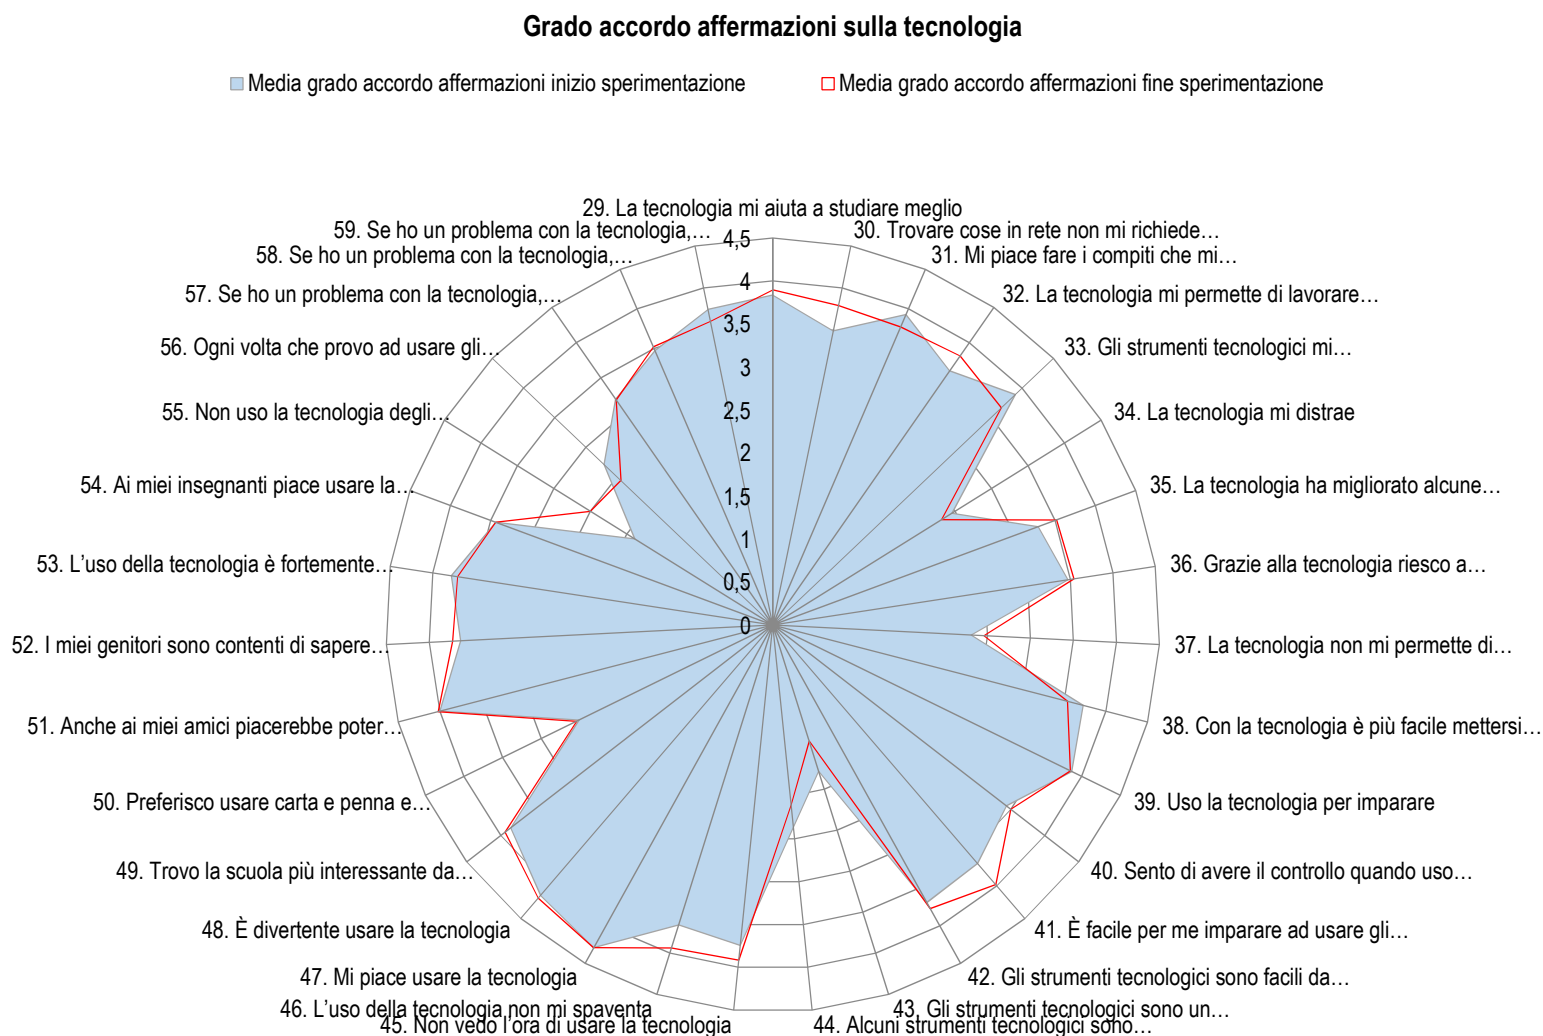 Grado accordo affermazioni sulla tecnologia
Media grado accordo affermazioni inizio sperimentazione
Media grado accordo affermazioni fine sperimentazione
29. La tecnologia mi aiuta a studiare meglio
30. Trovare cose in rete non mi richiede…
31. Mi piace fare i compiti che mi…
32. La tecnologia mi permette di lavorare…
33. Gli strumenti tecnologici mi…
34. La tecnologia mi distrae
35. La tecnologia ha migliorato alcune…
36. Grazie alla tecnologia riesco a…
37. La tecnologia non mi permette di…
38. Con la tecnologia è più facile mettersi…
39. Uso la tecnologia per imparare
40. Sento di avere il controllo quando uso…
41. È facile per me imparare ad usare gli…
42. Gli strumenti tecnologici sono facili da…
43. Gli strumenti tecnologici sono un…
44. Alcuni strumenti tecnologici sono…
45. Non vedo l’ora di usare la tecnologia
46. L’uso della tecnologia non mi spaventa
47. Mi piace usare la tecnologia
48. È divertente usare la tecnologia
49. Trovo la scuola più interessante da…
50. Preferisco usare carta e penna e…
51. Anche ai miei amici piacerebbe poter…
52. I miei genitori sono contenti di sapere…
53. L’uso della tecnologia è fortemente…
54. Ai miei insegnanti piace usare la…
55. Non uso la tecnologia degli…
56. Ogni volta che provo ad usare gli…
57. Se ho un problema con la tecnologia,…
58. Se ho un problema con la tecnologia,…
59. Se ho un problema con la tecnologia,…
4,5
4
3,5
3
2,5
2
1,5
1
0,5
0